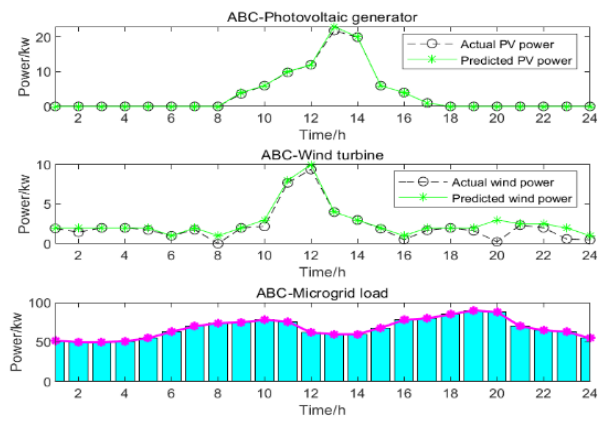 ABC-Photovoltaic generator
Power/kw
20
10
0
Actual PV power
Predicted PV power
2 4 6 8 10 12 14 16 18 20 22 24
Time/h
ABC-Wind turbine
Power/kw
10
5
0
Actual wind power
Predicted wind power
2 4 6 8 10 12 14 16 18 20 22 24
Time/h
ABC-Microgrid load
Power/kw
100
50
0
2 4 6 8 10 12 14 16 18 20 22 24
Time/h